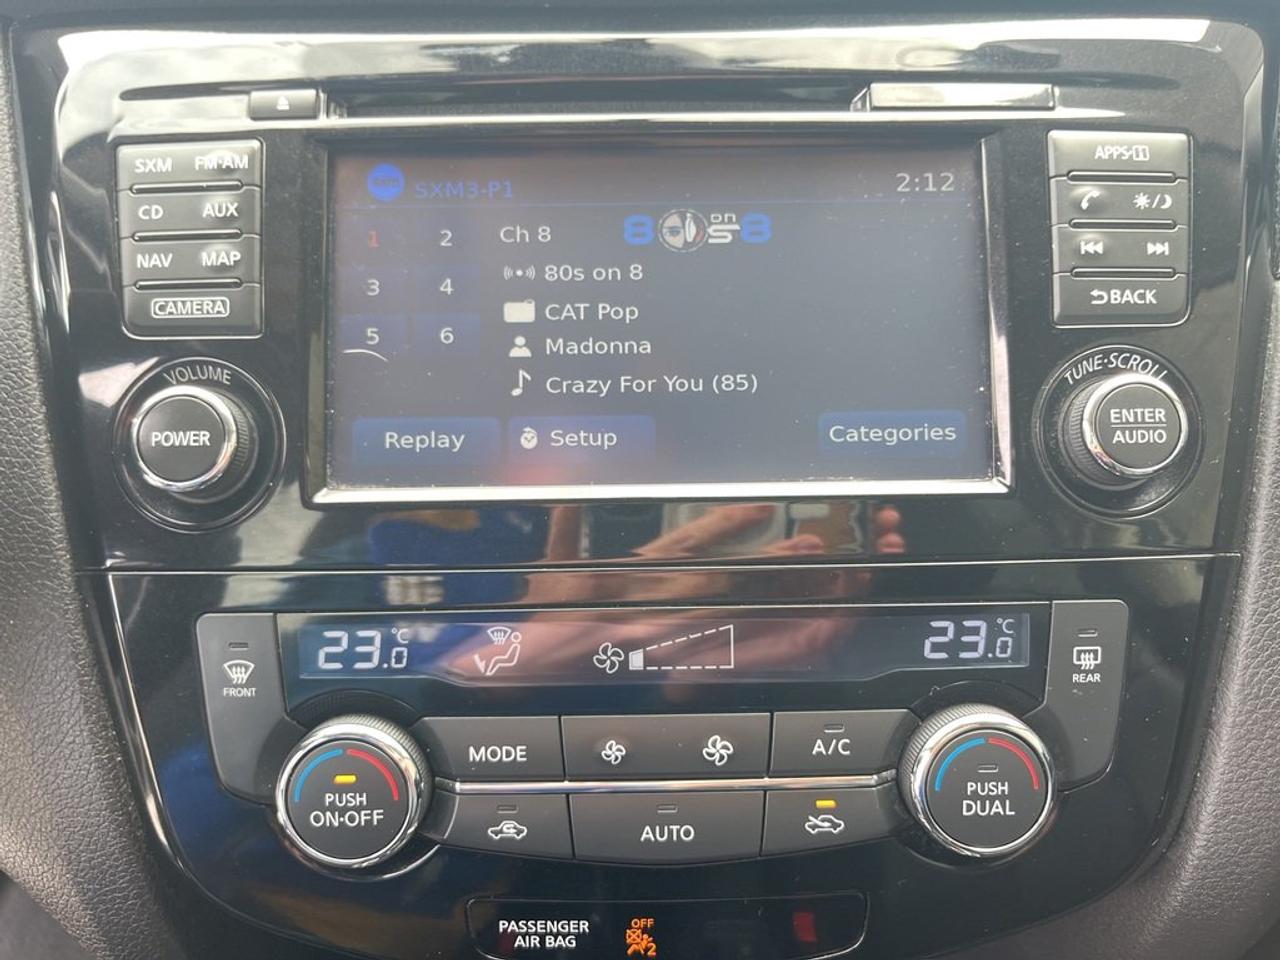 SXM FM·AM
CD AUX
NAV MAP
CAMERA
VOLUME
POWER
SXM3-P1
2:12
1 2
3 4
5 6
Ch 8
8 on 8
80s on 8
CAT Pop
Madonna
Crazy For You (85)
Replay
Setup
Categories
APPS·i
BACK
TUNE·SCROLL
ENTER
AUDIO
23.0 °C
23.0 °C
FRONT
REAR
PUSH
ON·OFF
MODE
A/C
AUTO
PUSH
DUAL
PASSENGER
AIR BAG
OFF
2